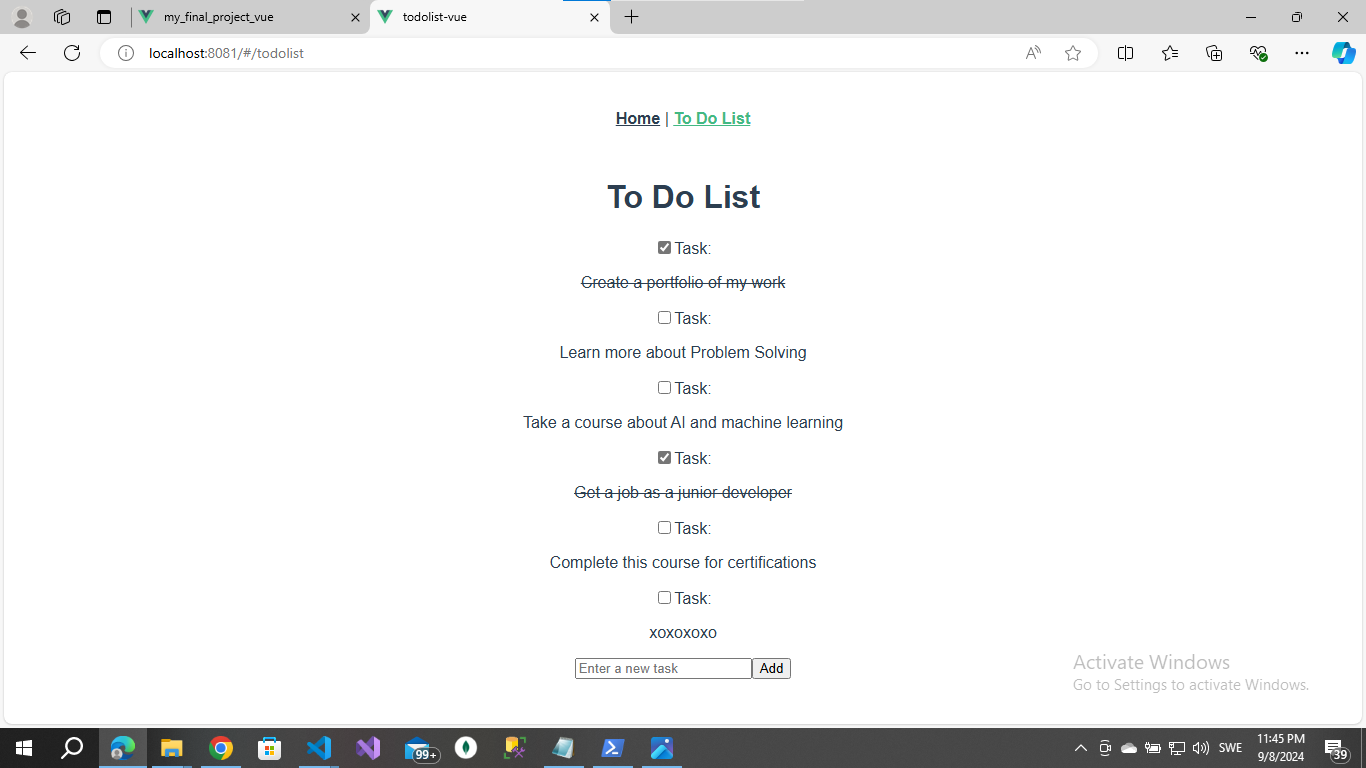 my_final_project_vue
todolist-vue
localhost:8081/#/todolist
Home | To Do List
To Do List
Task:
Create a portfolio of my work
Task:
Learn more about Problem Solving
Task:
Take a course about AI and machine learning
Task:
Get a job as a junior developer
Task:
Complete this course for certifications
Task:
xoxoxoxo
Enter a new task Add
Activate Windows
Go to Settings to activate Windows.
99+
SWE
11:45 PM
9/8/2024
39